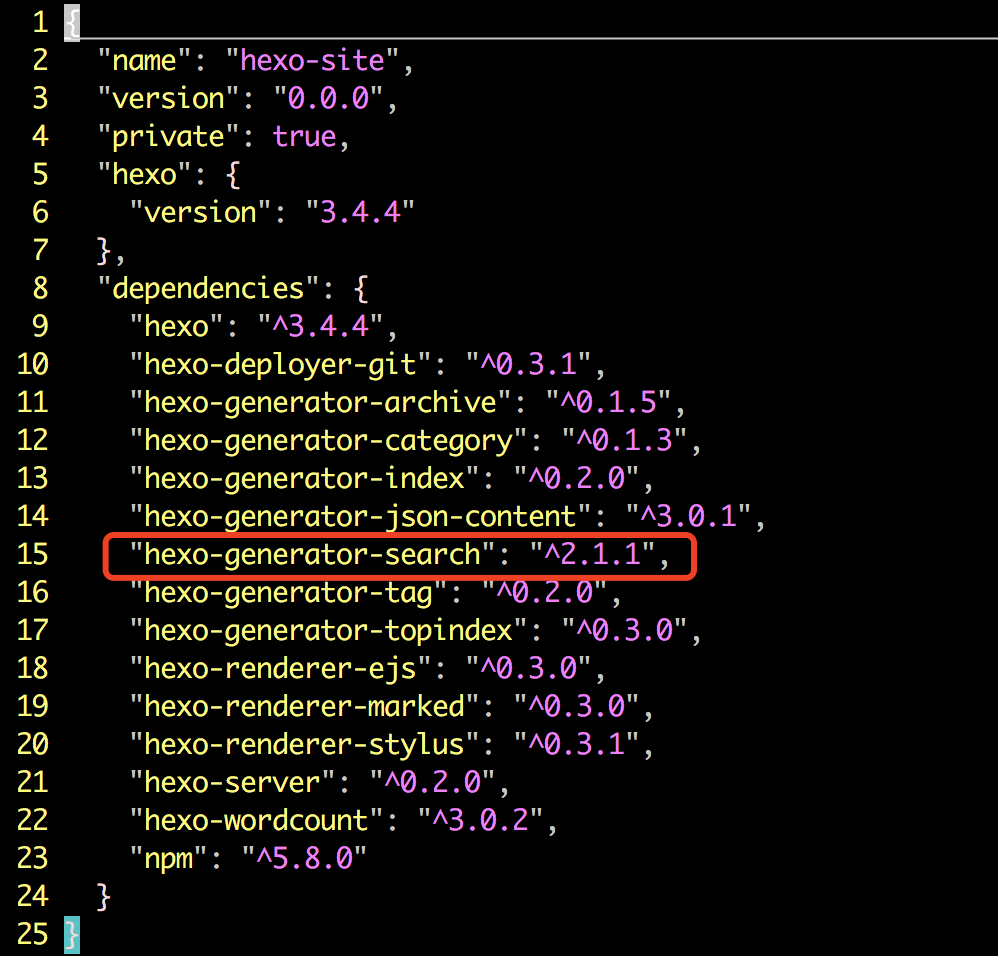 1 {
2   "name": "hexo-site",
3   "version": "0.0.0",
4   "private": true,
5   "hexo": {
6     "version": "3.4.4"
7   },
8   "dependencies": {
9     "hexo": "^3.4.4",
10     "hexo-deployer-git": "^0.3.1",
11     "hexo-generator-archive": "^0.1.5",
12     "hexo-generator-category": "^0.1.3",
13     "hexo-generator-index": "^0.2.0",
14     "hexo-generator-json-content": "^3.0.1",
15     "hexo-generator-search": "^2.1.1",
16     "hexo-generator-tag": "^0.2.0",
17     "hexo-generator-topindex": "^0.3.0",
18     "hexo-renderer-ejs": "^0.3.0",
19     "hexo-renderer-marked": "^0.3.0",
20     "hexo-renderer-stylus": "^0.3.1",
21     "hexo-server": "^0.2.0",
22     "hexo-wordcount": "^3.0.2",
23     "npm": "^5.8.0"
24   }
25 }